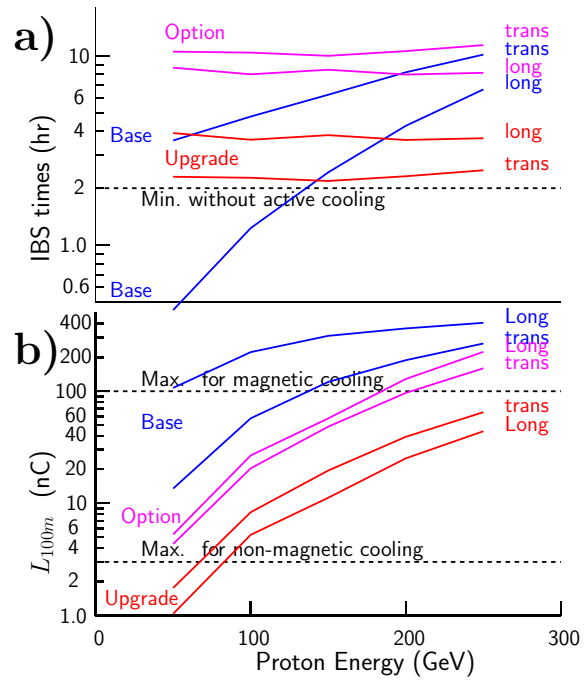 a)
Option
trans
trans
long
long
10
6
4
2
1.0
0.6
IBS times (hr)
Base
long
Upgrade
trans
Min. without active cooling
Base
b)
Long
trans
Long
trans
400
200
100
60
40
20
10
6
4
2
1.0
L100m (nC)
Max. for magnetic cooling
Base
trans
Long
Option
Max. for non-magnetic cooling
Upgrade
0 100 200 300
Proton Energy (GeV)